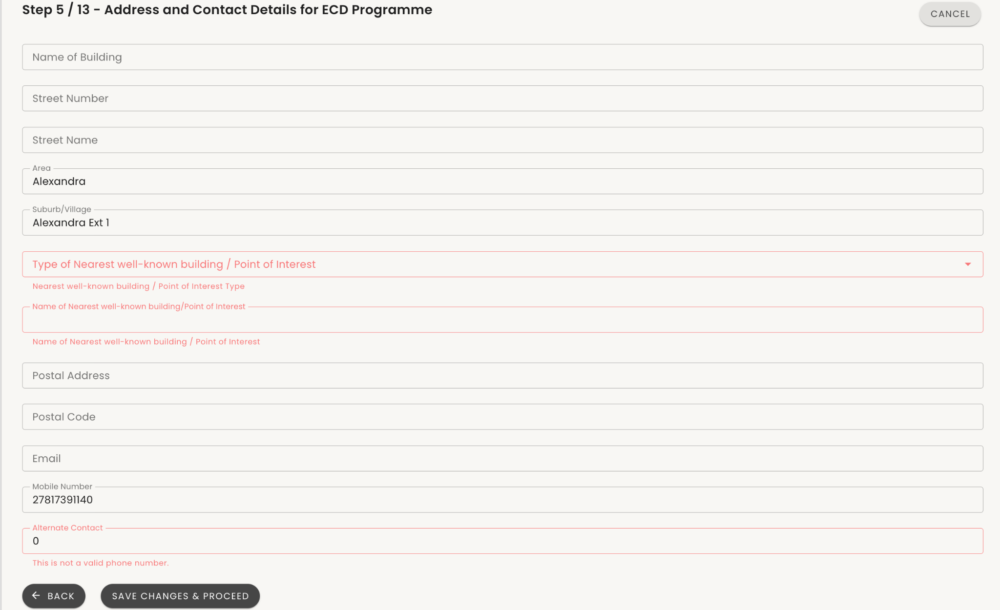 Step 5 / 13 - Address and Contact Details for ECD Programme
CANCEL
Name of Building
Street Number
Street Name
Area
Alexandra
Suburb/Village
Alexandra Ext 1
Type of Nearest well-known building / Point of Interest
Nearest well-known building / Point of Interest Type
Name of Nearest well-known building/Point of Interest
Name of Nearest well-known building / Point of Interest
Postal Address
Postal Code
Email
Mobile Number
27817391140
Alternate Contact
0
This is not a valid phone number.
BACK
SAVE CHANGES & PROCEED